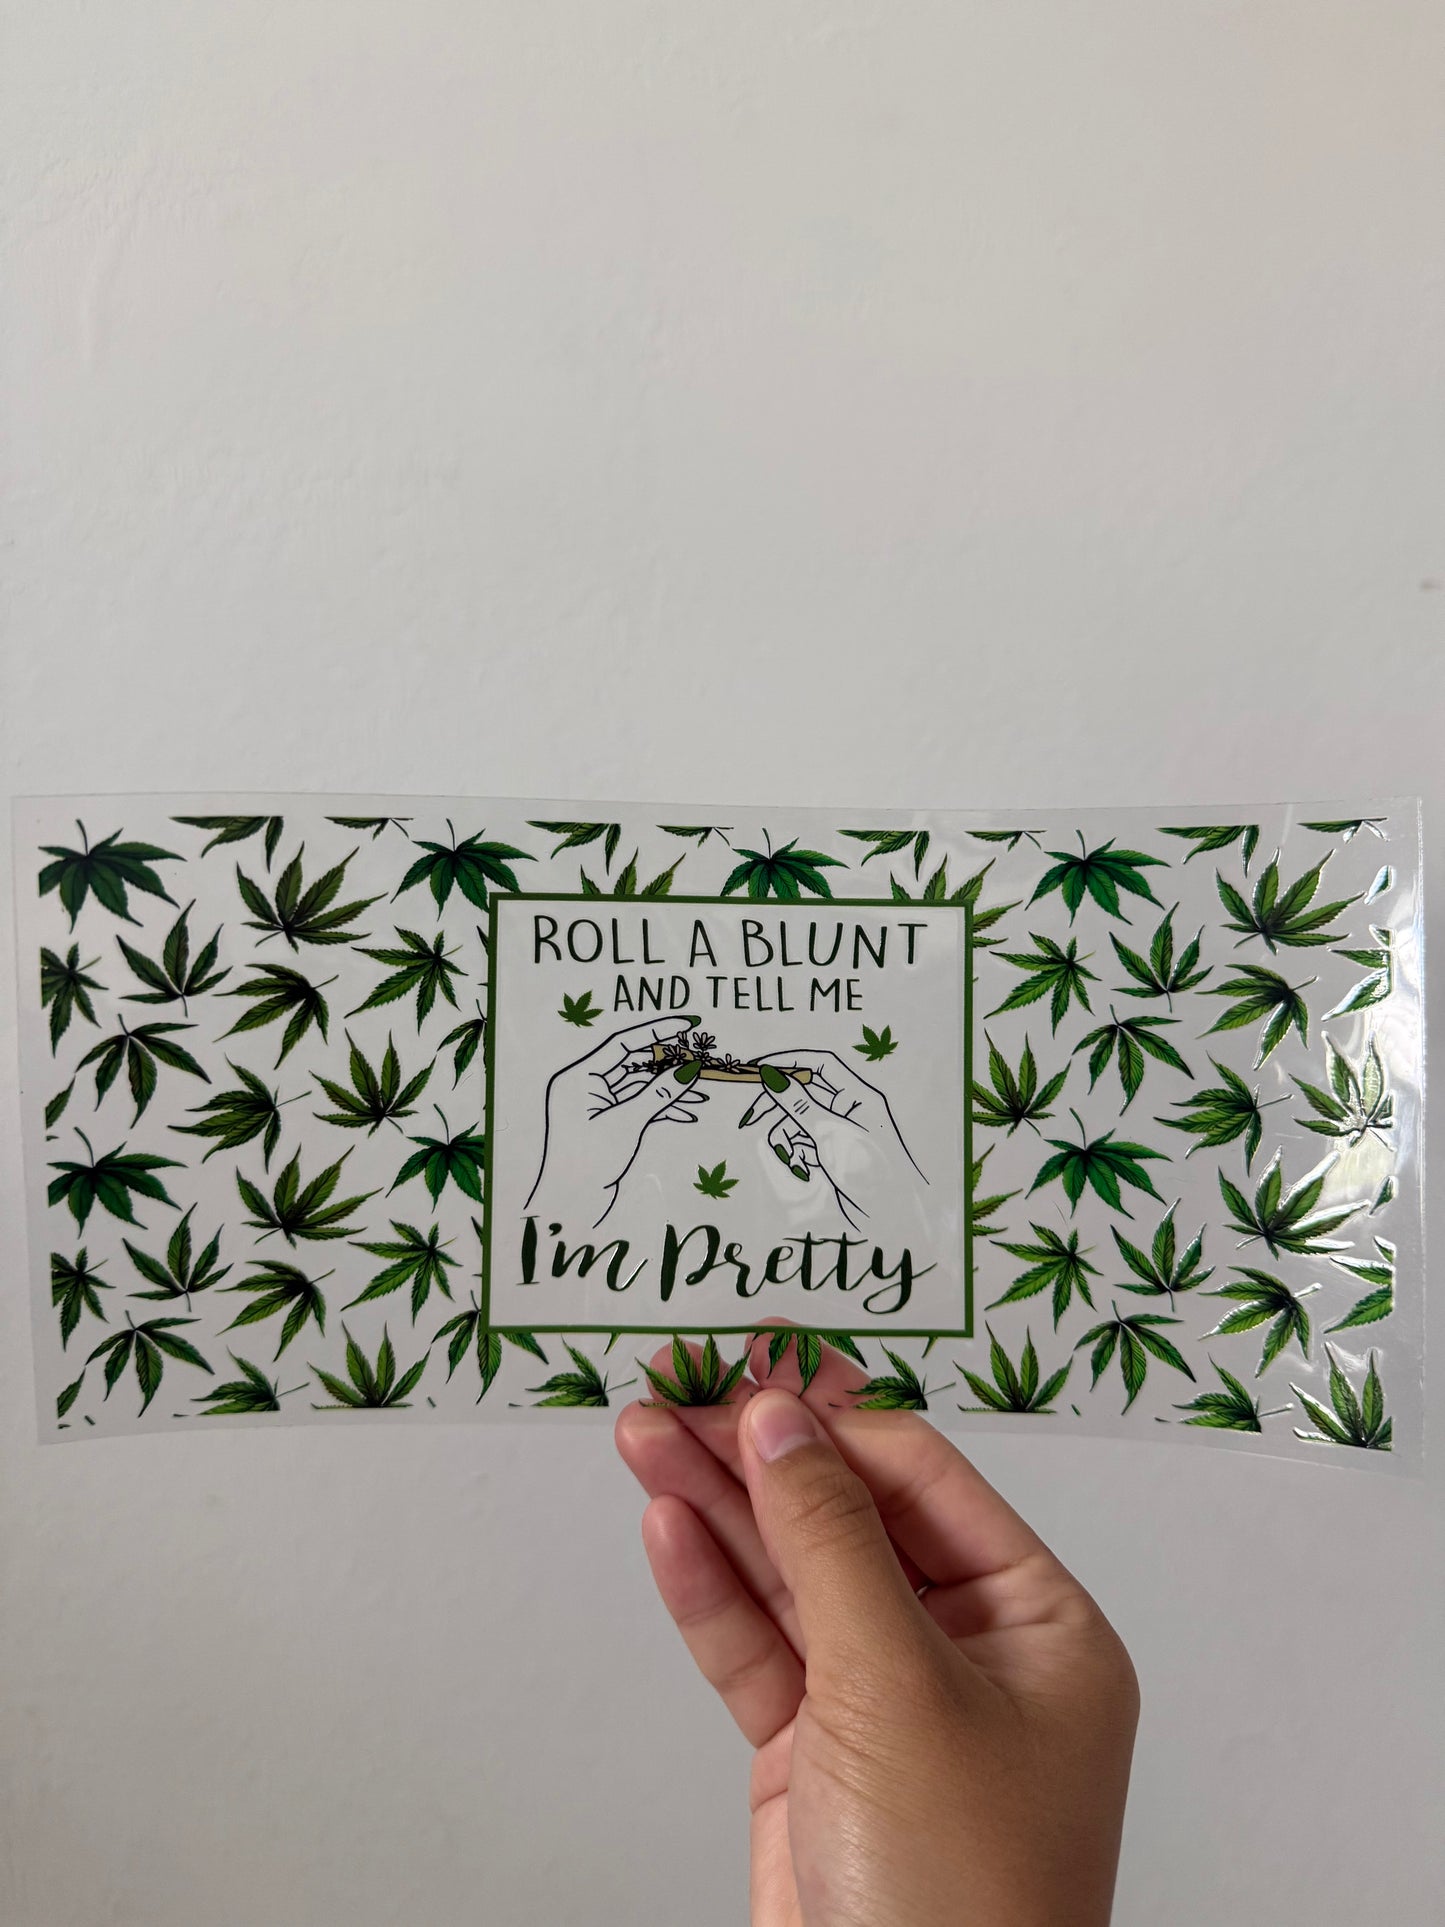 ROLL A BLUNT
AND TELL ME
I'm Pretty